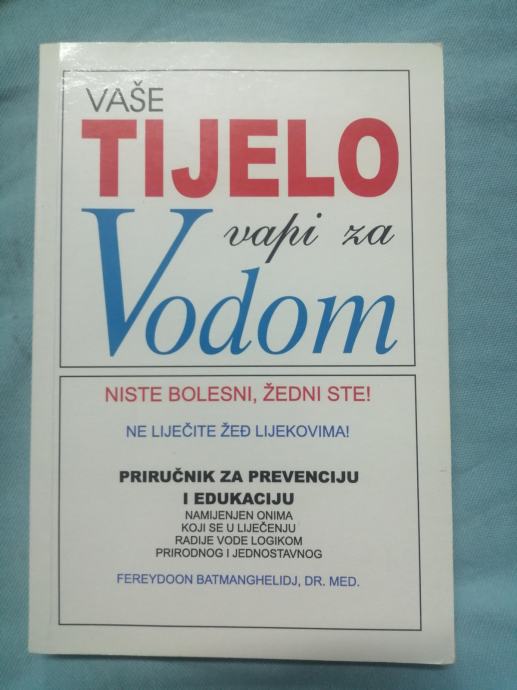 VAŠE
TIJELO
vapi za
Vodom
NISTE BOLESNI, ŽEDNI STE!
NE LIJEČITE ŽEĐ LIJEKOVIMA!
PRIRUČNIK ZA PREVENCIJU
I EDUKACIJU
NAMIJENJEN ONIMA
KOJI SE U LIJEČENJU
RADIJE VODE LOGIKOM
PRIRODNOG I JEDNOSTAVNOG
FEREYDOON BATMANGHELIDJ, DR. MED.